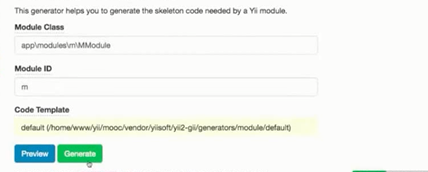 This generator helps you to generate the skeleton code needed by a Yii module.
Module Class
app\modules\m\MModule
Module ID
m
Code Template
default (/home/www/yii/mooc/vendor/yiisoft/yii2-gii/generators/module/default)
Preview Generate